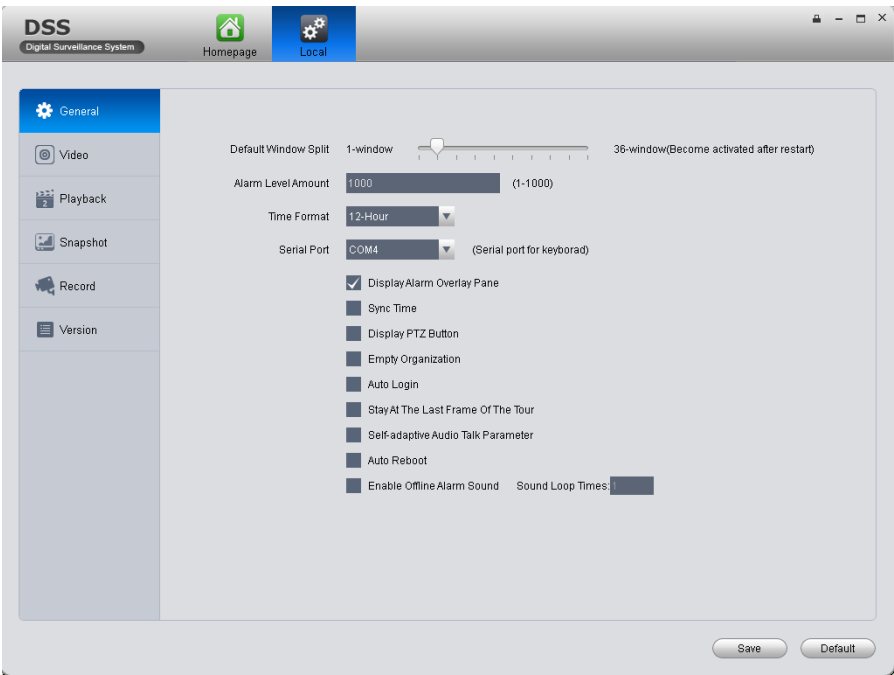 DSS
Digital Surveillance System
Homepage
Local
General
Video
2
Playback
Snapshot
Record
Version
Default Window Split 1-window 36-window(Become activated after restart)
Alarm Level Amount 1000 (1-1000)
Time Format 12-Hour
Serial Port COM4 (Serial port for keyborad)
Display Alarm Overlay Pane
Sync Time
Display PTZ Button
Empty Organization
Auto Login
Stay At The Last Frame Of The Tour
Self-adaptive Audio Talk Parameter
Auto Reboot
Enable Offline Alarm Sound Sound Loop Times:
Save Default